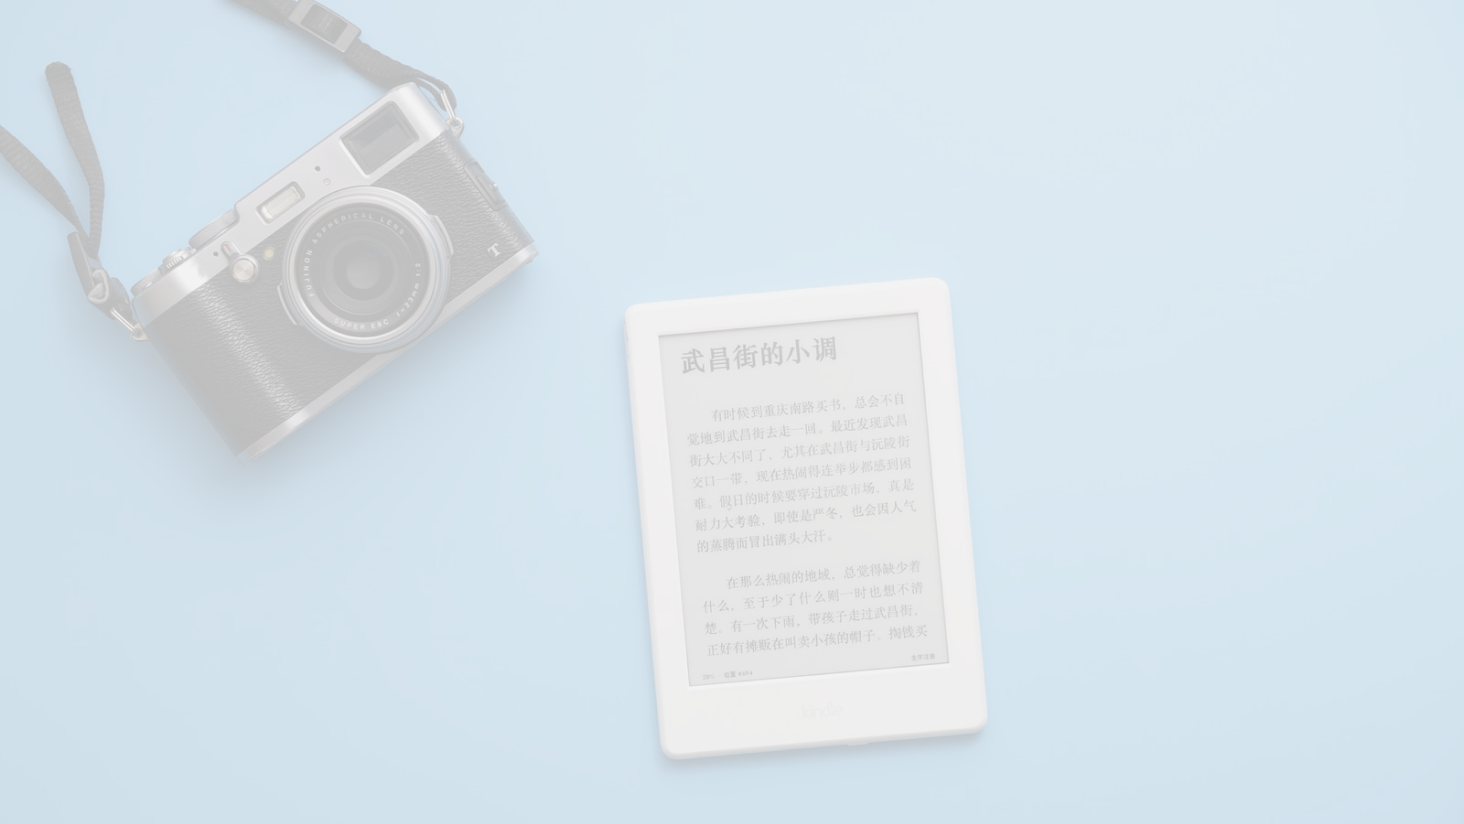 FUJINON ASPHERICAL LENS
T
武昌街的小调
有时候到重庆南路买书，总会不自
觉地到武昌街去走一回。最近发现武昌
街大大不同了，尤其在武昌街与沅陵街
交口一带，现在热闹得连举步都感到困
难。假日的时候要穿过沅陵市场，真是
耐力大考验，即使是严冬，也会因人气
的蒸腾而冒出满头大汗。
在那么热闹的地域，总觉得缺少着
什么，至于少了什么则一时也想不清
楚。有一次下雨，带孩子走过武昌街，
正好有摊贩在叫卖小孩的帽子。掏钱买
kindle